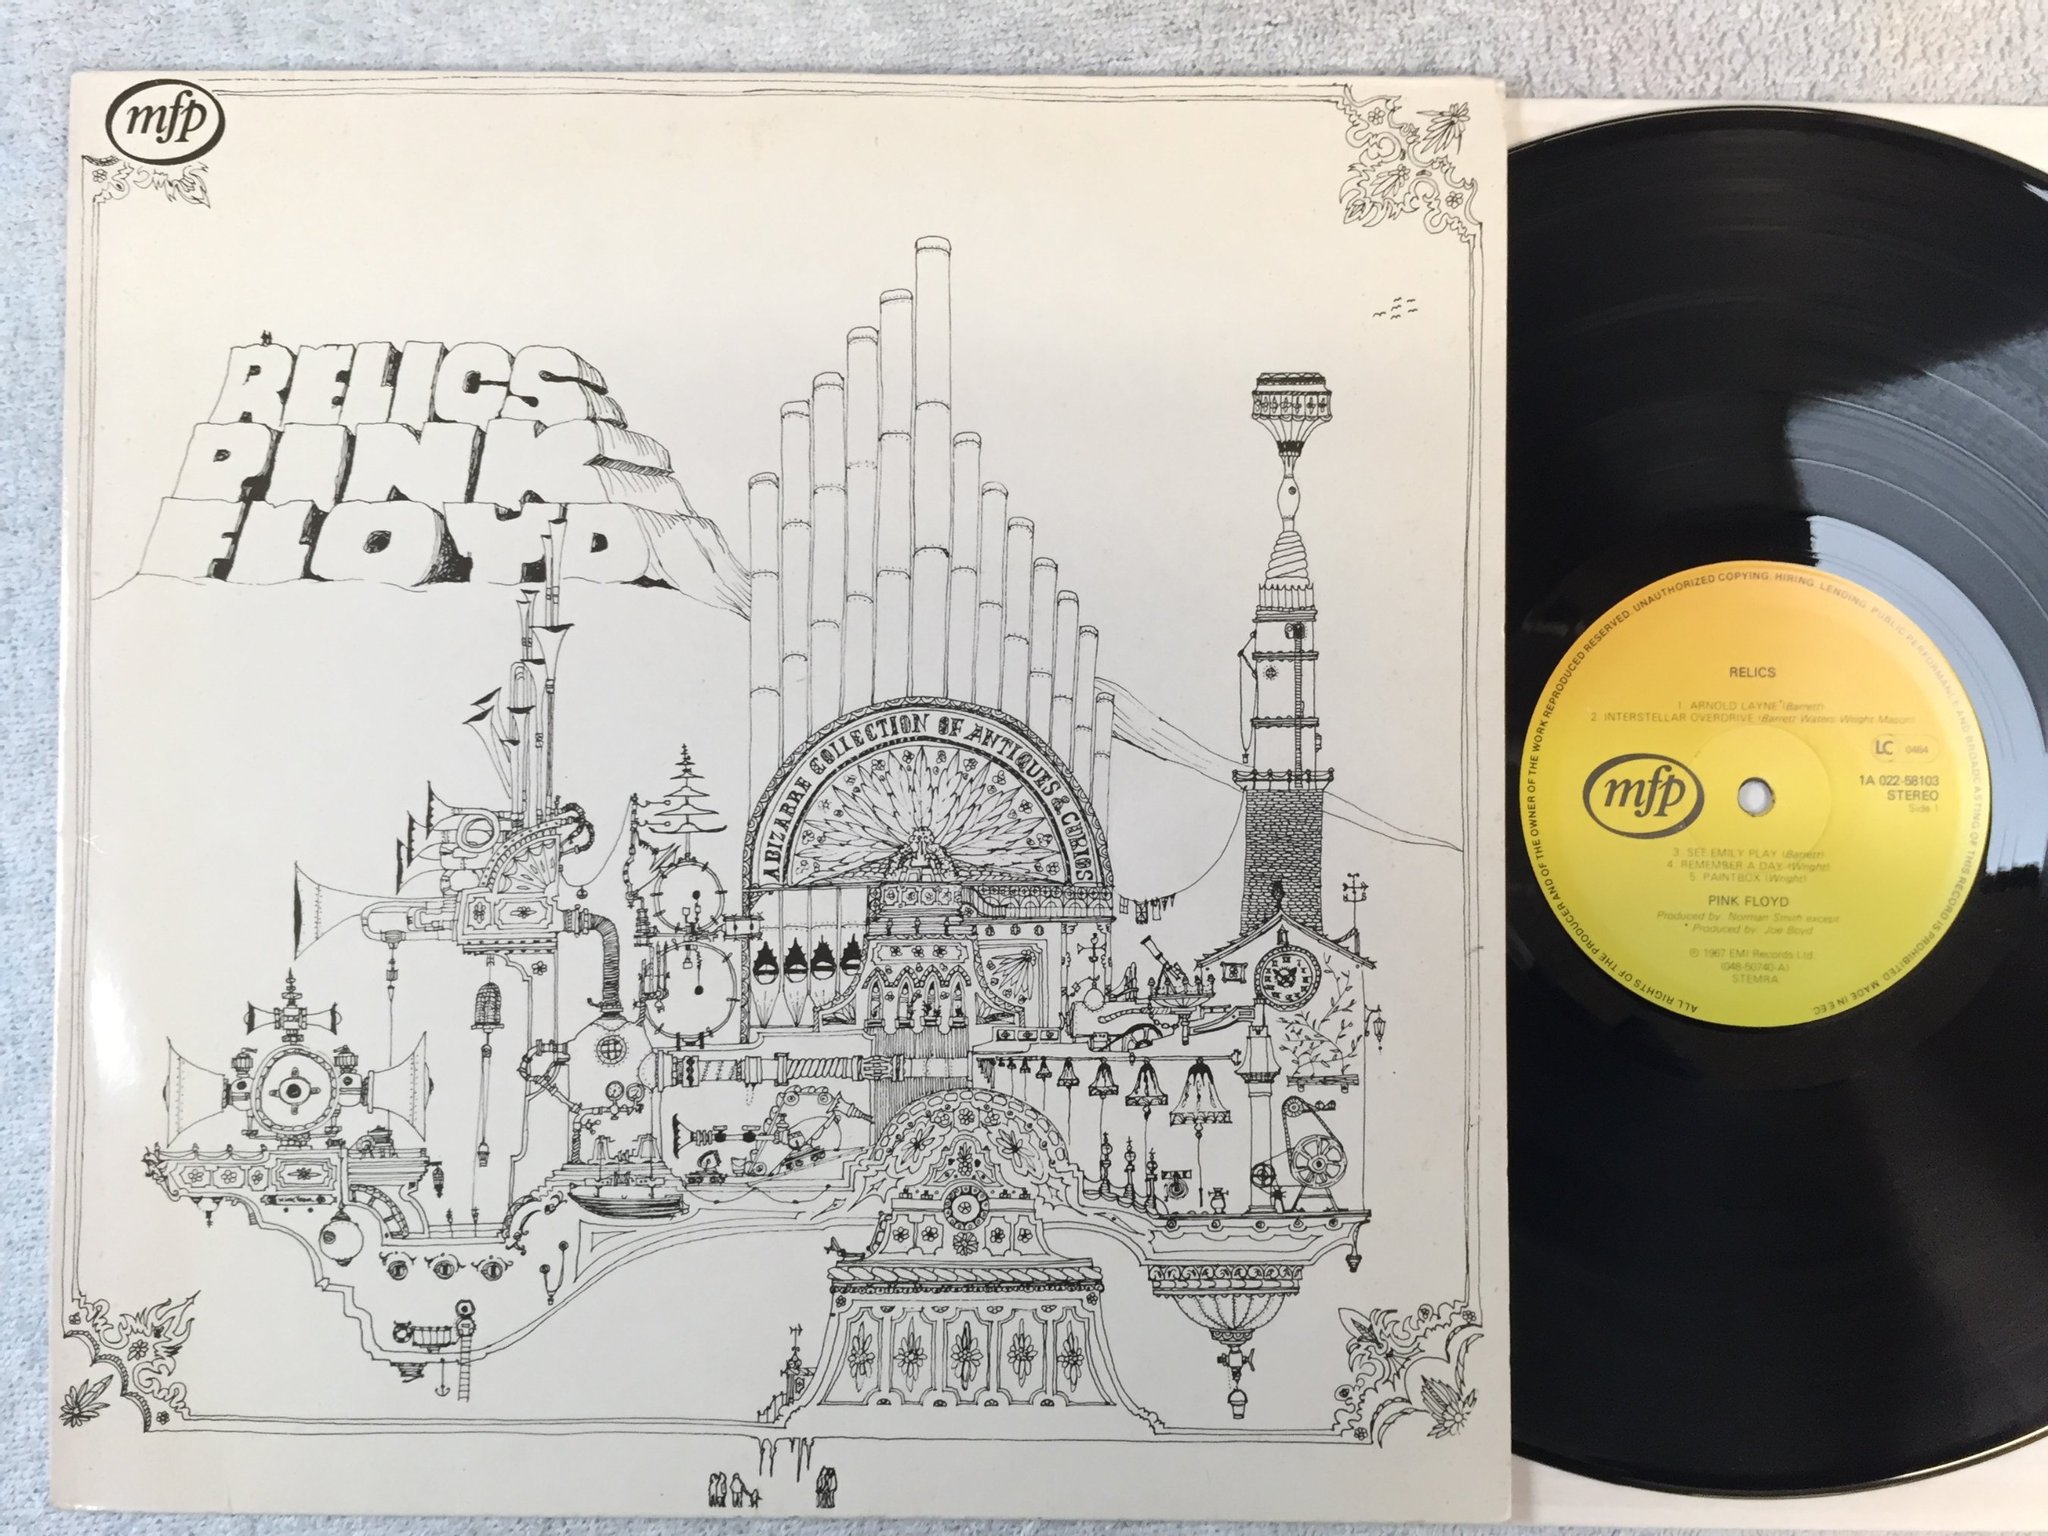 mfp
RELICS
PINK
FLOYD
A BIZARRE COLLECTION OF ANTIQUES & CURIOS
ALL RIGHTS OF THE PRODUCER AND OF THE OWNER OF THE WORK REPRODUCED RESERVED. UNAUTHORIZED COPYING. HIRING. LENDING. PUBLIC PERFORMANCE AND BROADCASTING OF THIS RECORD IS PROHIBITED MADE IN EEC
RELICS
1. ARNOLD LAYNE* (Barrett)
2. INTERSTELLAR OVERDRIVE (Barrett Waters Wright Mason)
LC 0464
mfp
1A 022-58103
STEREO
Side 1
3. SEE EMILY PLAY (Barrett)
4. REMEMBER A DAY (Wright)
5. PAINTBOX (Wright)
PINK FLOYD
Produced by: Norman Smith except
* Produced by: Joe Boyd
℗ 1967 EMI Records Ltd.
(048-50740-A)
STEMRA